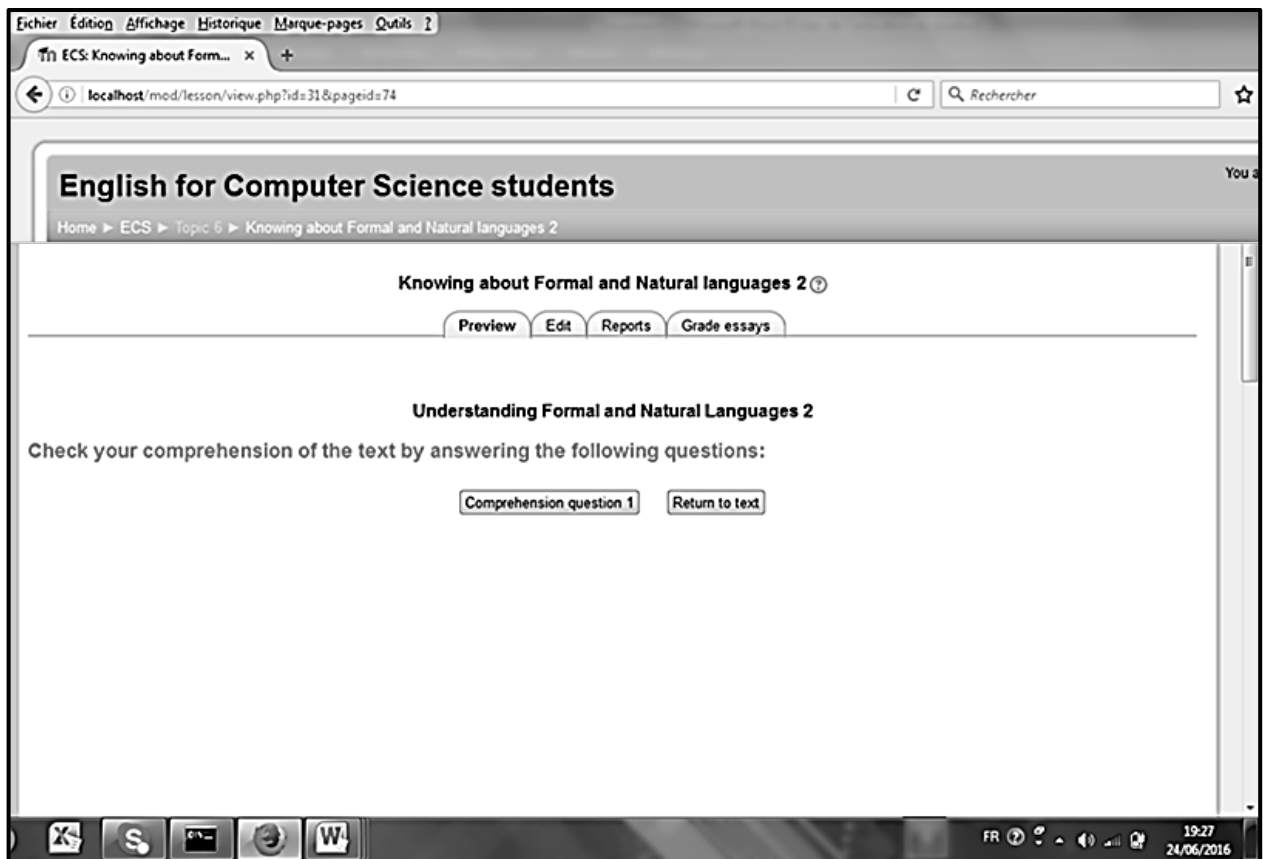 Fichier Édition Affichage Historique Marque-pages Outils ?
ECS: Knowing about Form... × +
localhost/mod/lesson/view.php?id=31&pageid=74 Rechercher
You a
English for Computer Science students
Home ► ECS ► Topic 6 ► Knowing about Formal and Natural languages 2
Knowing about Formal and Natural languages 2
Preview Edit Reports Grade essays
Understanding Formal and Natural Languages 2
Check your comprehension of the text by answering the following questions:
Comprehension question 1 Return to text
FR 19:27
24/06/2016